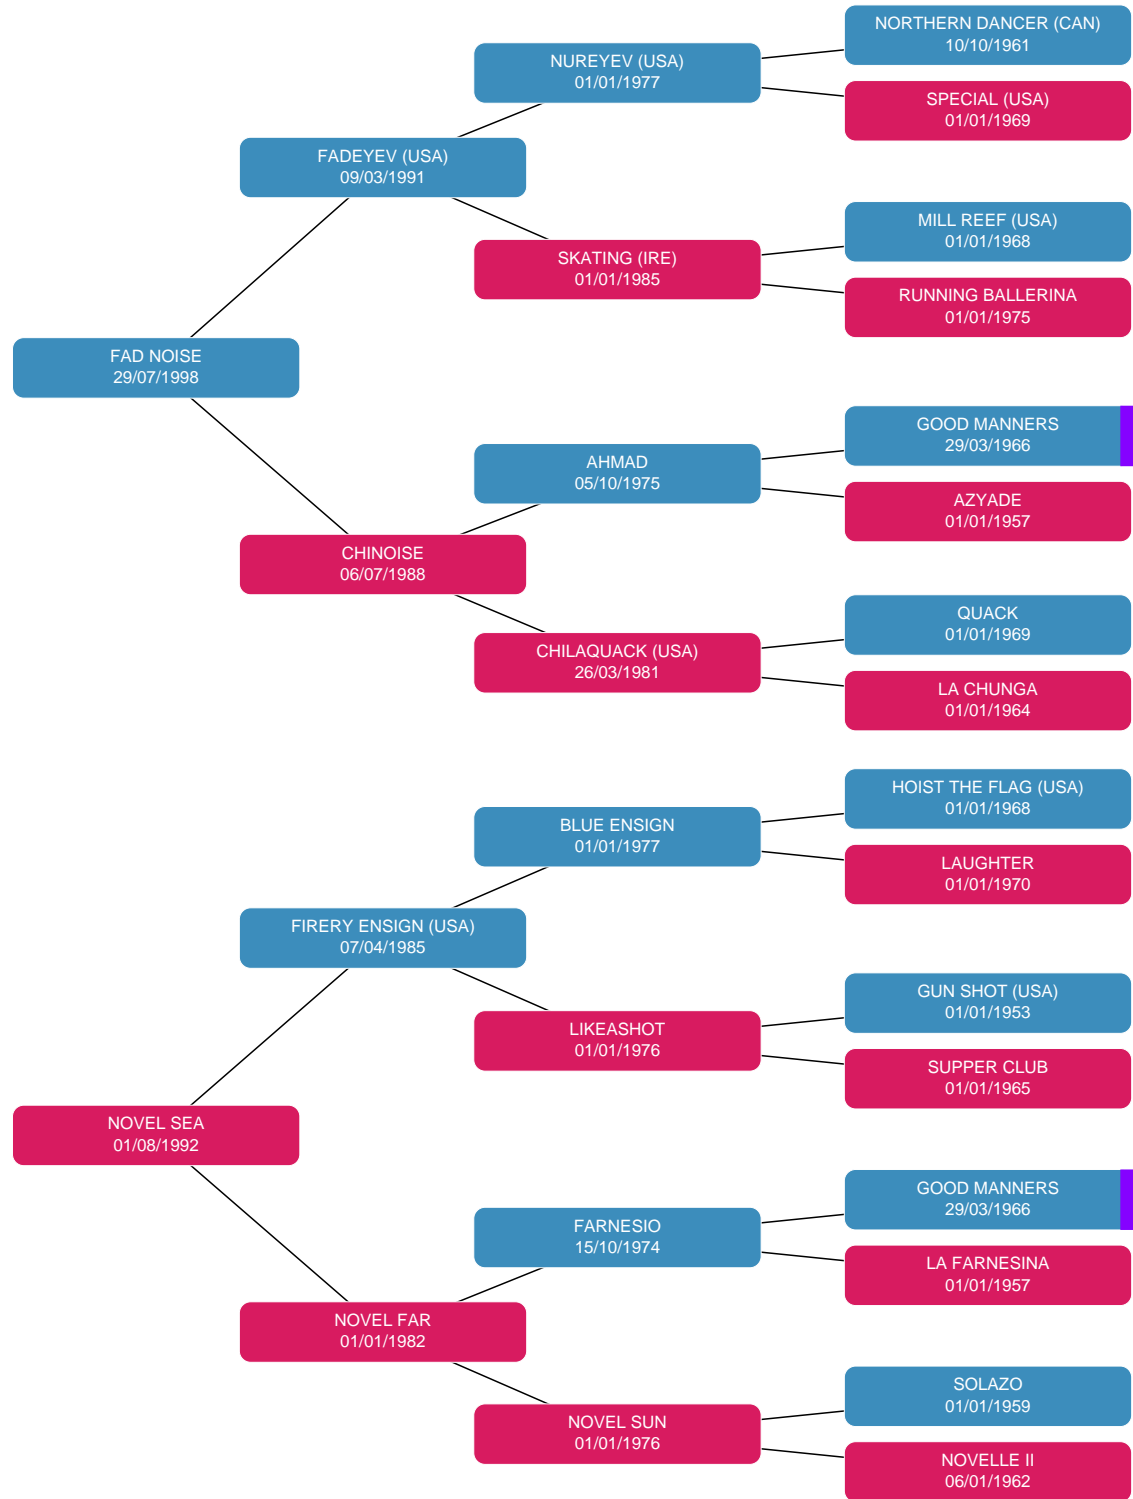 NORTHERN DANCER (CAN)
10/10/1961
NUREYEV (USA)
01/01/1977
SPECIAL (USA)
01/01/1969
FADEYEV (USA)
09/03/1991
MILL REEF (USA)
01/01/1968
SKATING (IRE)
01/01/1985
RUNNING BALLERINA
01/01/1975
FAD NOISE
29/07/1998
GOOD MANNERS
29/03/1966
AHMAD
05/10/1975
AZYADE
01/01/1957
CHINOISE
06/07/1988
QUACK
01/01/1969
CHILAQUACK (USA)
26/03/1981
LA CHUNGA
01/01/1964
HOIST THE FLAG (USA)
01/01/1968
BLUE ENSIGN
01/01/1977
LAUGHTER
01/01/1970
FIRERY ENSIGN (USA)
07/04/1985
GUN SHOT (USA)
01/01/1953
LIKEASHOT
01/01/1976
SUPPER CLUB
01/01/1965
NOVEL SEA
01/08/1992
GOOD MANNERS
29/03/1966
FARNESIO
15/10/1974
LA FARNESINA
01/01/1957
NOVEL FAR
01/01/1982
SOLAZO
01/01/1959
NOVEL SUN
01/01/1976
NOVELLE II
06/01/1962